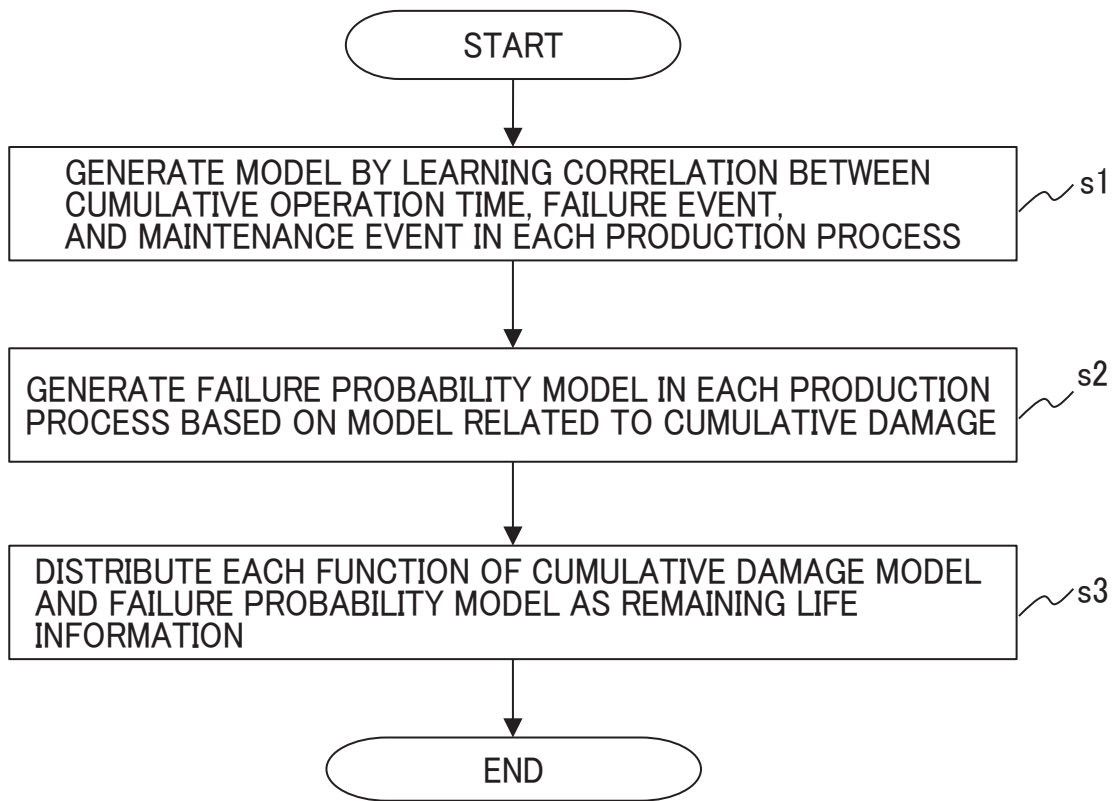 START
GENERATE MODEL BY LEARNING CORRELATION BETWEEN
CUMULATIVE OPERATION TIME, FAILURE EVENT,
AND MAINTENANCE EVENT IN EACH PRODUCTION PROCESS
s1
GENERATE FAILURE PROBABILITY MODEL IN EACH PRODUCTION
PROCESS BASED ON MODEL RELATED TO CUMULATIVE DAMAGE
s2
DISTRIBUTE EACH FUNCTION OF CUMULATIVE DAMAGE MODEL
AND FAILURE PROBABILITY MODEL AS REMAINING LIFE
INFORMATION
s3
END